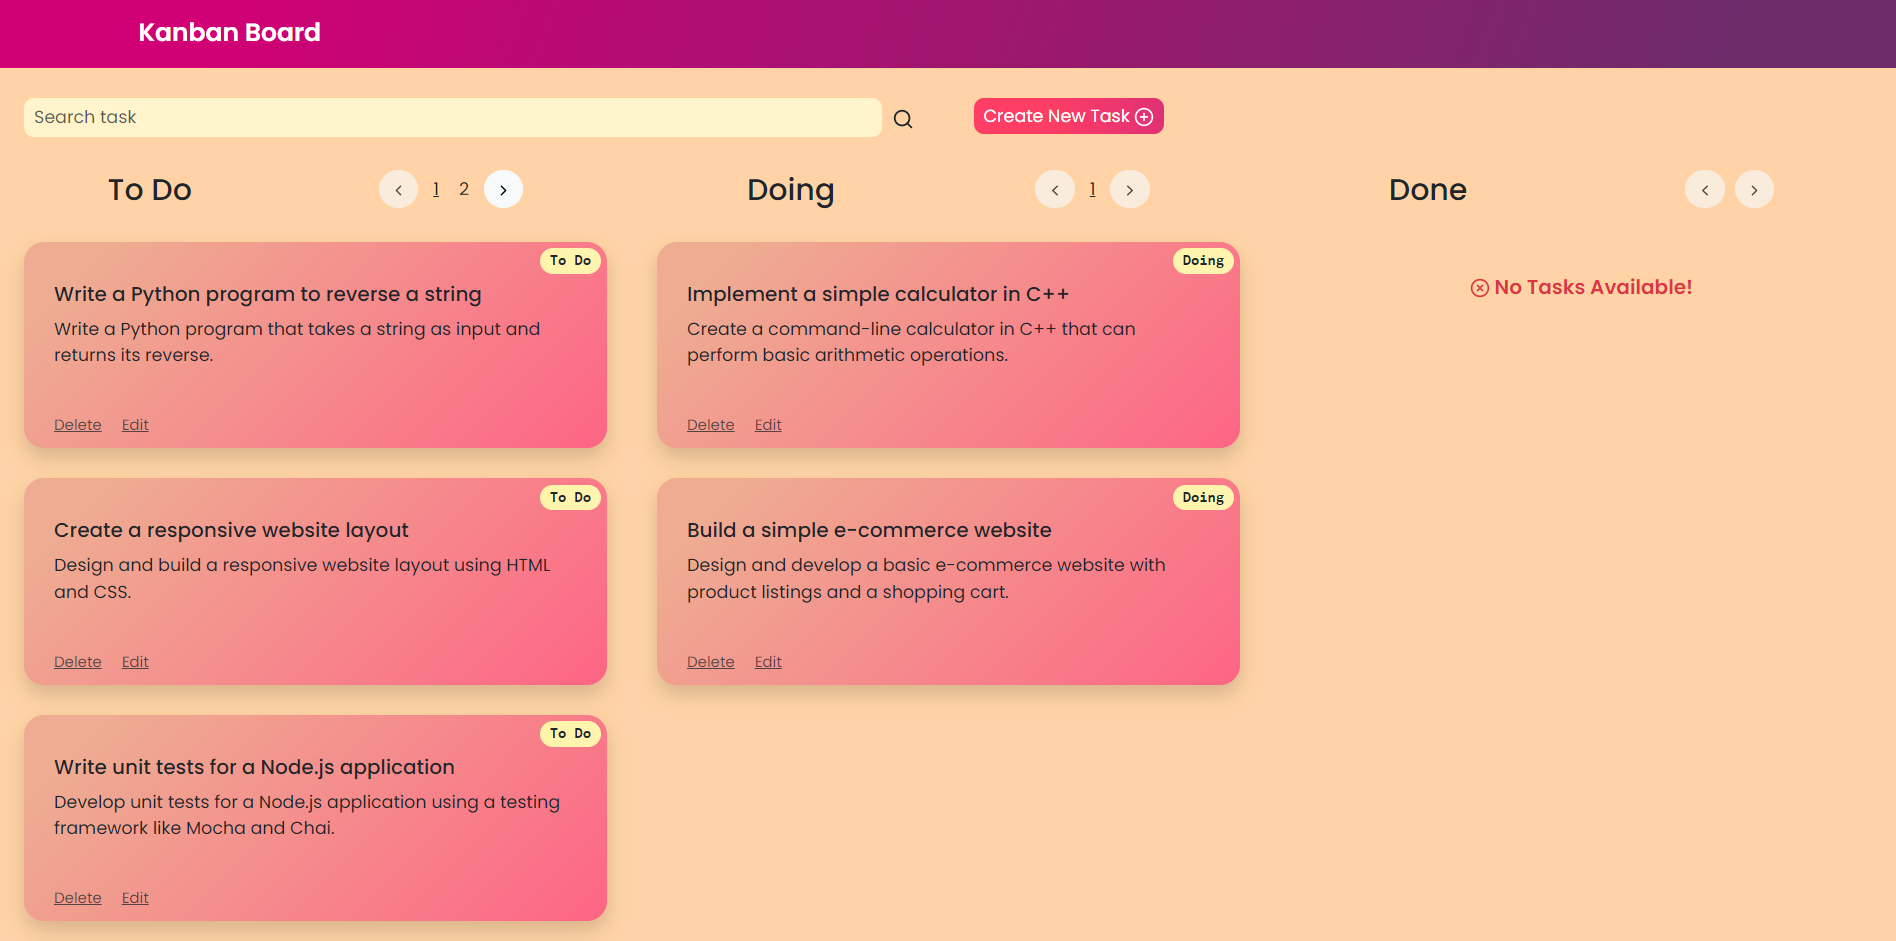 Kanban Board
Search task
Create New Task
To Do
1 2
To Do
Write a Python program to reverse a string
Write a Python program that takes a string as input and
returns its reverse.
Delete Edit
To Do
Create a responsive website layout
Design and build a responsive website layout using HTML
and CSS.
Delete Edit
To Do
Write unit tests for a Node.js application
Develop unit tests for a Node.js application using a testing
framework like Mocha and Chai.
Delete Edit
Doing
1
Doing
Implement a simple calculator in C++
Create a command-line calculator in C++ that can
perform basic arithmetic operations.
Delete Edit
Doing
Build a simple e-commerce website
Design and develop a basic e-commerce website with
product listings and a shopping cart.
Delete Edit
Done
No Tasks Available!